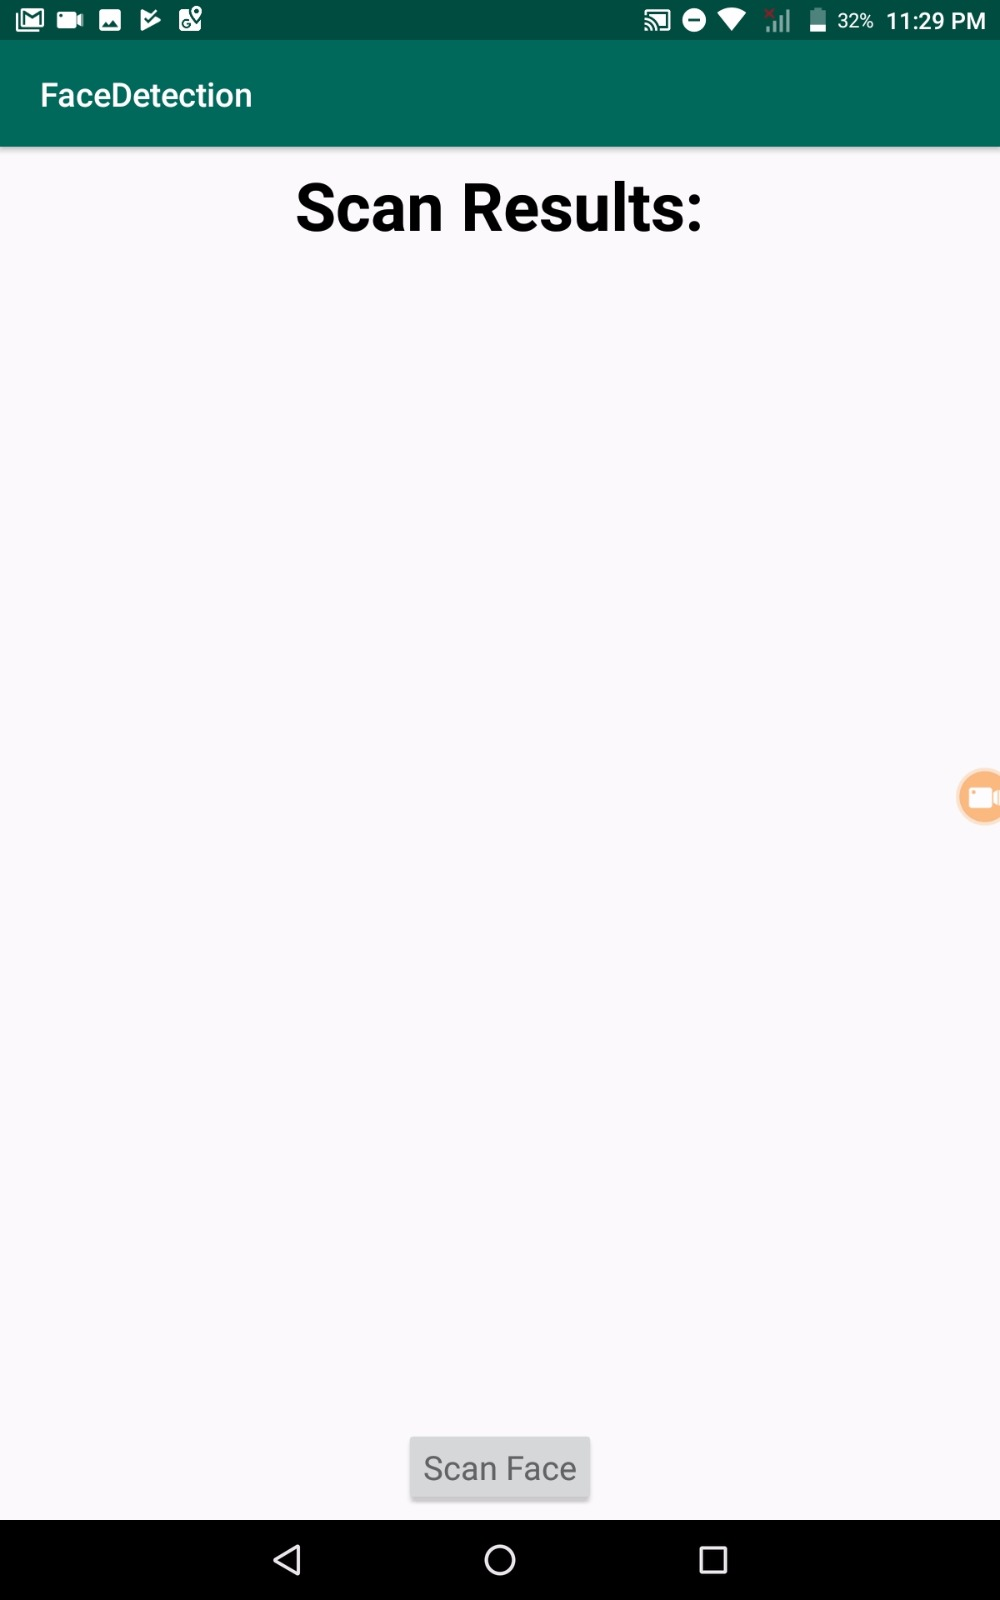 32% 11:29 PM
FaceDetection
Scan Results:
Scan Face